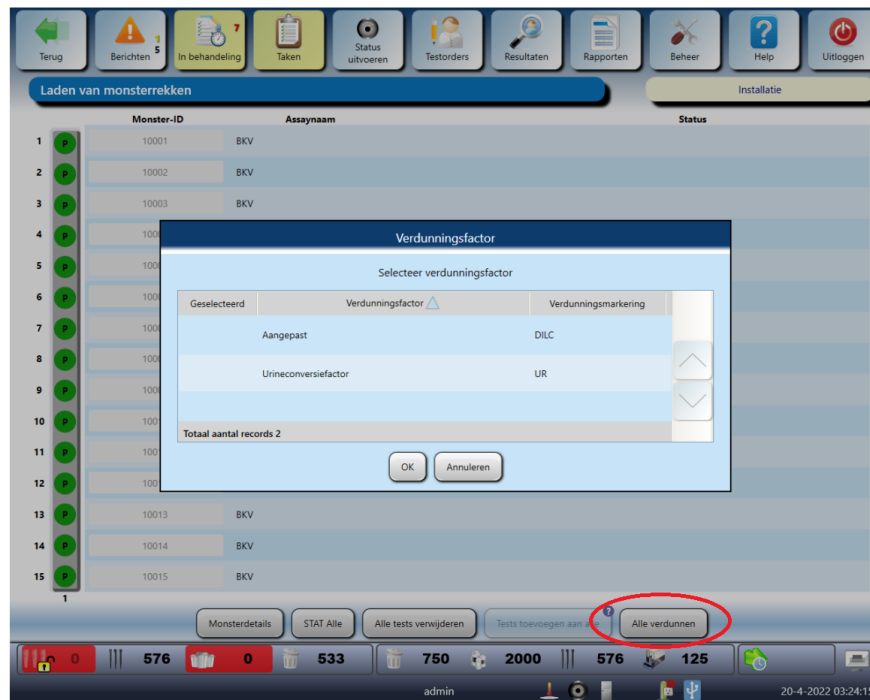 Terug
Berichten 1 5
In behandeling 7
Taken
Status uitvoeren
Testorders
Resultaten
Rapporten
Beheer
Help
Uitloggen
Laden van monsterrekken
Installatie
Monster-ID Assaynaam Status
1 P 10001 BKV
2 P 10002 BKV
3 P 10003 BKV
4 P
5 P
6 P
7 P
8 P
9 P
10 P
11 P
12 P
Verdunningsfactor
Selecteer verdunningsfactor
Geselecteerd Verdunningsfactor Verdunningsmarkering
Aangepast DILC
Urineconversiefactor UR
Totaal aantal records 2
OK Annuleren
13 P 10013 BKV
14 P 10014 BKV
15 P 10015 BKV
1
Monsterdetails STAT Alle Alle tests verwijderen Tests toevoegen aan alle ? Alle verdunnen
0 576 0 533 750 2000 576 125
admin 20-4-2022 03:24:15